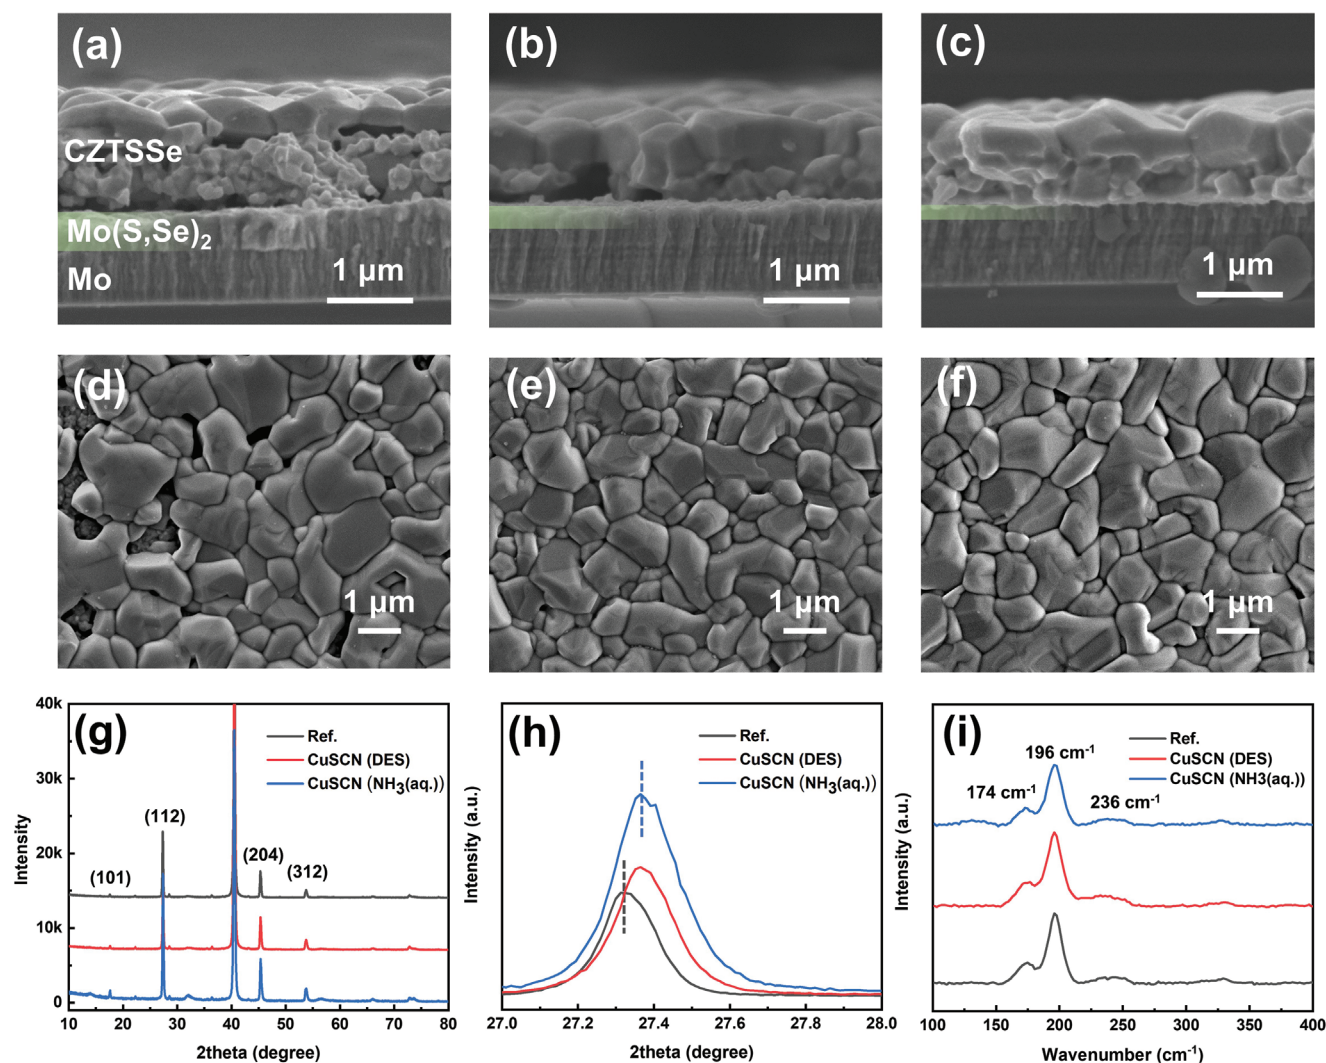 (a)
CZTSSe
Mo(S,Se)₂
Mo
1 μm
(b)
1 μm
(c)
1 μm
(d)
1 μm
(e)
1 μm
(f)
1 μm
(g)
Ref.
CuSCN (DES)
CuSCN (NH₃(aq.))
(101)
(112)
(204)
(312)
Intensity
40k
30k
20k
10k
0
10 20 30 40 50 60 70 80
2theta (degree)
(h)
Ref.
CuSCN (DES)
CuSCN (NH₃(aq.))
Intensity (a.u.)
27.0 27.2 27.4 27.6 27.8 28.0
2theta (degree)
(i)
Ref.
CuSCN (DES)
CuSCN (NH3(aq.))
196 cm⁻¹
174 cm⁻¹
236 cm⁻¹
Intensity (a.u.)
100 150 200 250 300 350 400
Wavenumber (cm⁻¹)